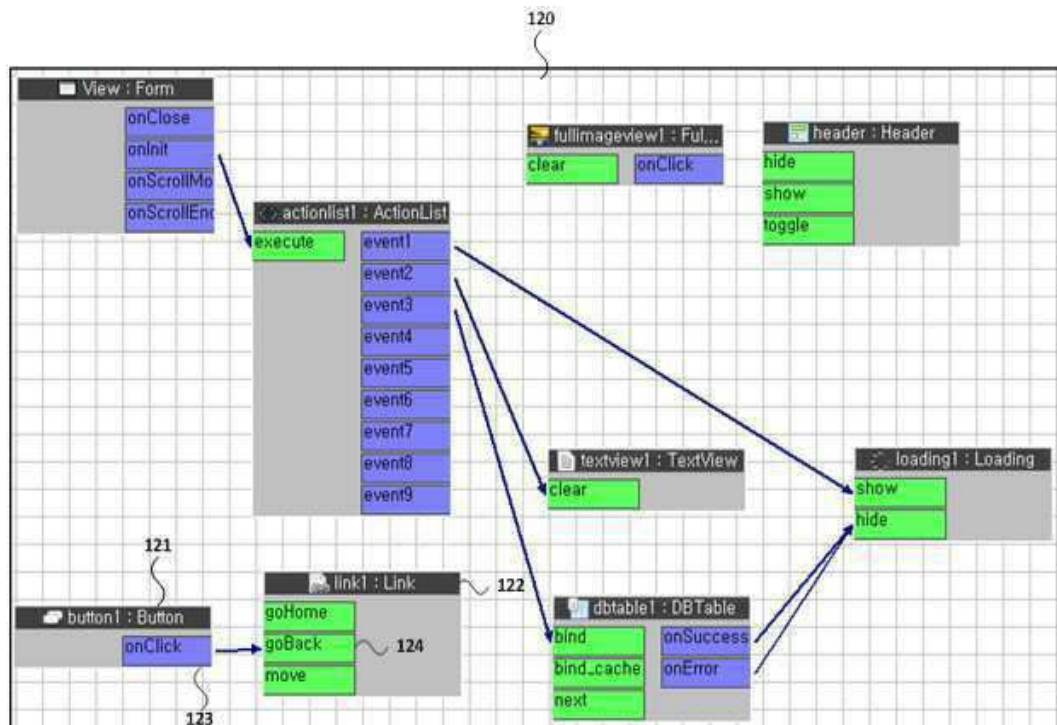 120
View : Form
onClose
onInit
onScrollMo
onScrollEnd
fullimageview1 : Ful...
clear
onClick
header : Header
hide
show
toggle
actionlist1 : ActionList
execute
event1
event2
event3
event4
event5
event6
event7
event8
event9
textview1 : TextView
clear
loading1 : Loading
show
hide
121
button1 : Button
onClick
123
link1 : Link
122
goHome
goBack
124
move
dbtable1 : DBTable
bind
onSuccess
bind_cache
onError
next